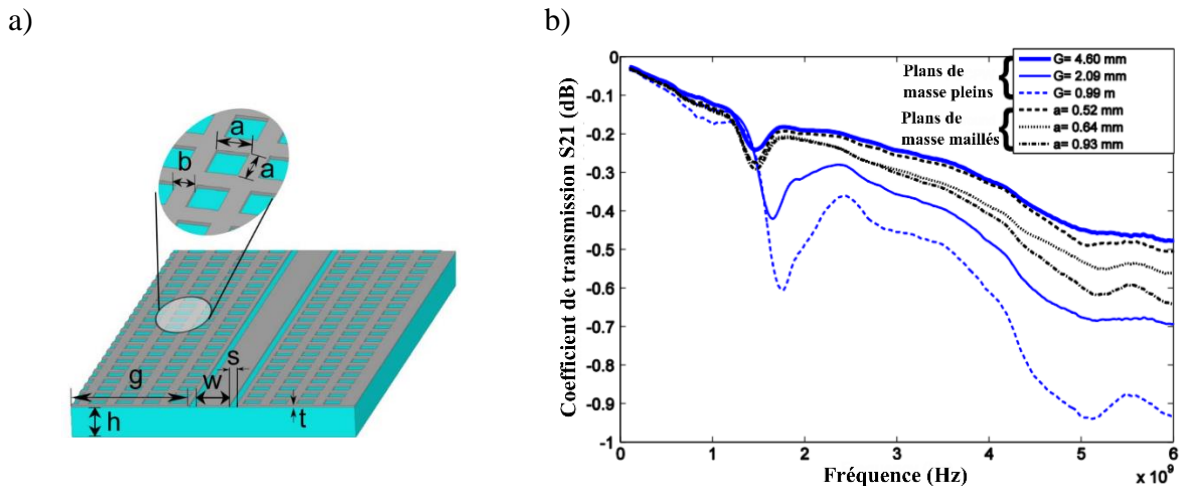 a)
b)
a
a
b
g
w
s
h
t
Coefficient de transmission S21 (dB)
0
-0.1
-0.2
-0.3
-0.4
-0.5
-0.6
-0.7
-0.8
-0.9
-1
0
1
2
3
4
5
6
Fréquence (Hz)
x 10⁹
Plans de
masse pleins
Plans de
masse maillés
G= 4.60 mm
G= 2.09 mm
G= 0.99 m
a= 0.52 mm
a= 0.64 mm
a= 0.93 mm